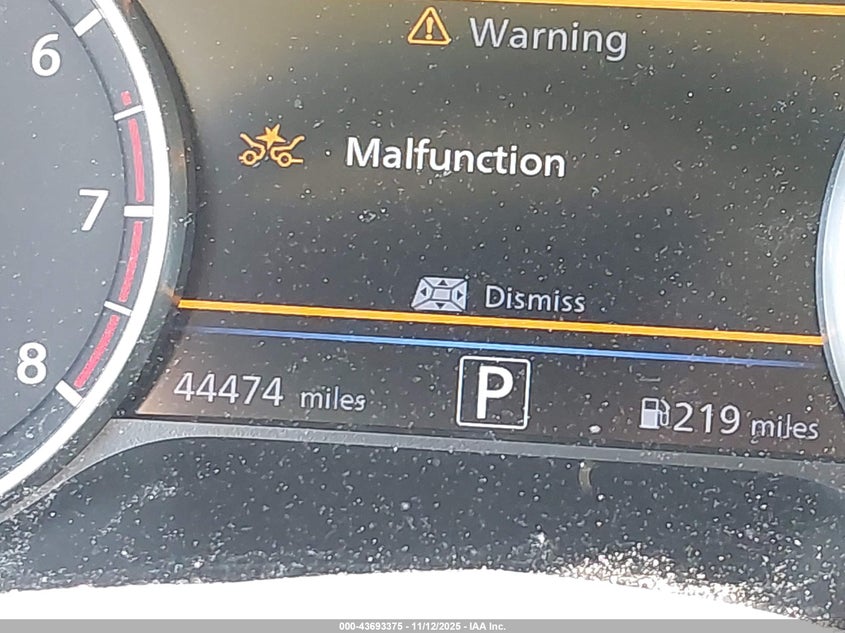 6
Warning
Malfunction
7
Dismiss
8
44474 miles
P
219 miles
000-43693375 - 11/12/2025 - IAA Inc.